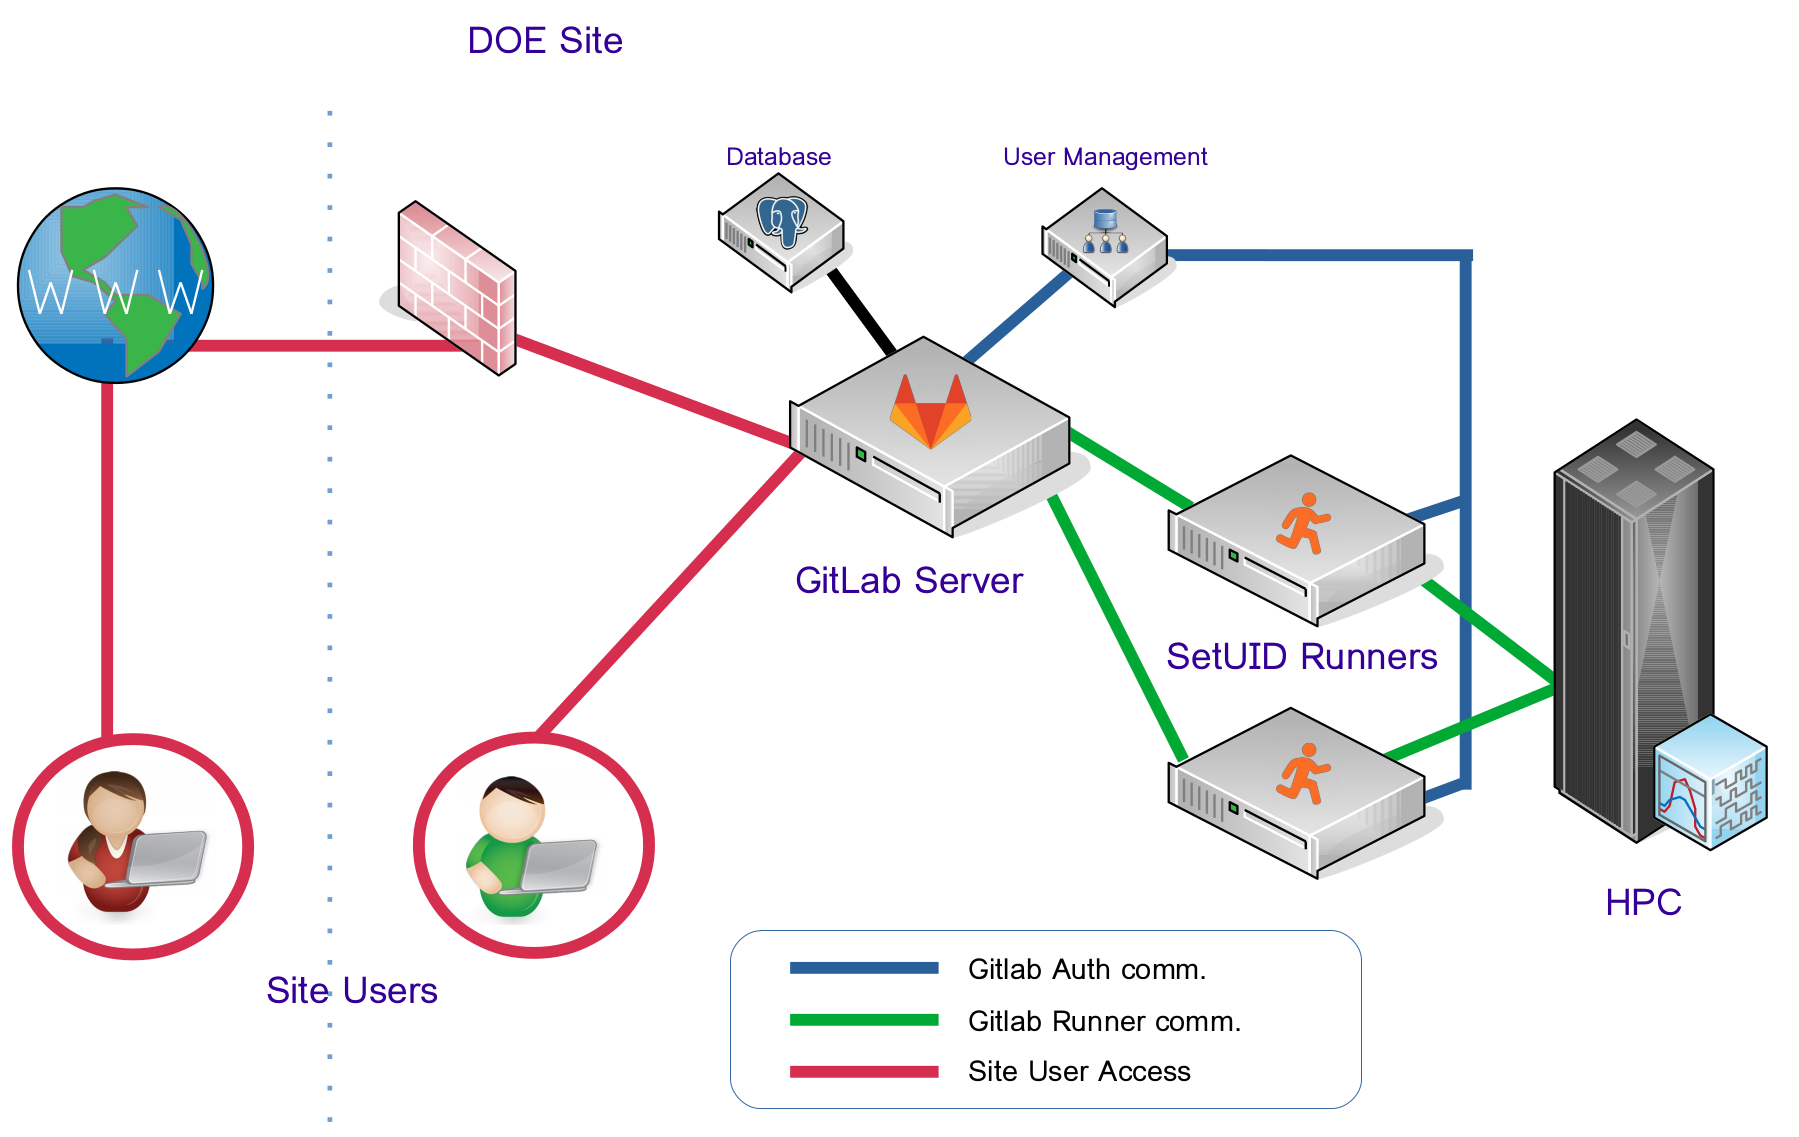 DOE Site
Database
User Management
W W W
GitLab Server
SetUID Runners
HPC
Site Users
Gitlab Auth comm.
Gitlab Runner comm.
Site User Access